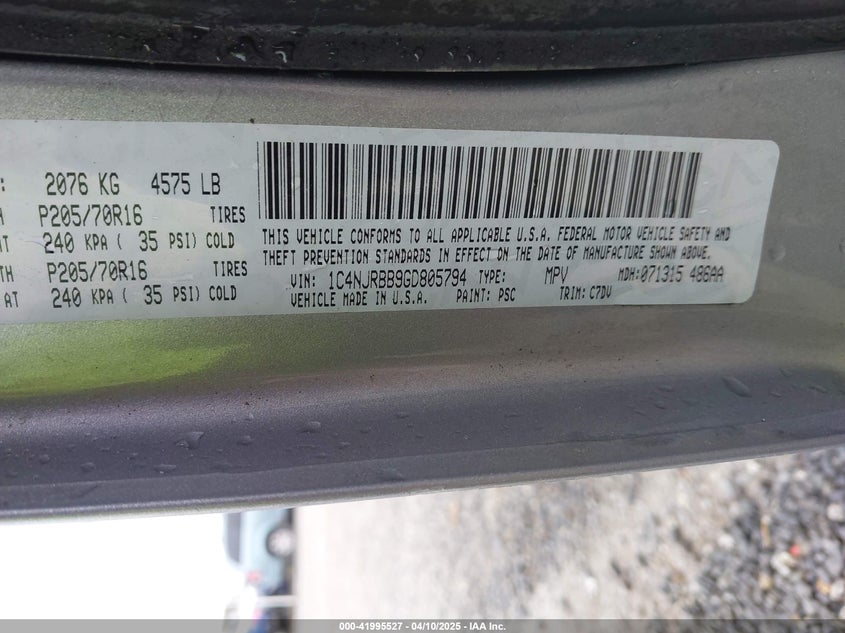 : 2076 KG 4575 LB
H P205/70R16 TIRES
AT 240 KPA ( 35 PSI) COLD
TH P205/70R16 TIRES
AT 240 KPA ( 35 PSI) COLD
THIS VEHICLE CONFORMS TO ALL APPLICABLE U.S.A. FEDERAL MOTOR VEHICLE SAFETY AND
THEFT PREVENTION STANDARDS IN EFFECT ON THE DATE OF MANUFACTURE SHOWN ABOVE.
VIN: 1C4NJRBB9GD805794 TYPE: MPV MDH:071315 486AA
VEHICLE MADE IN U.S.A. PAINT: PSC TRIM: C7DV
000-41995527 - 04/10/2025 - IAA Inc.